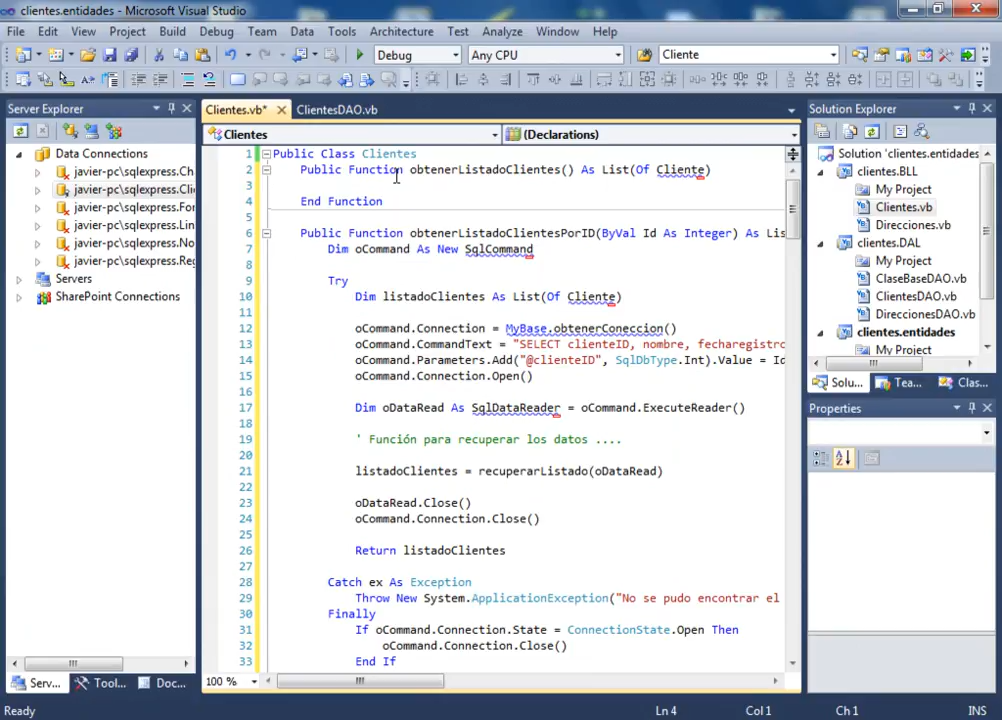 clientes.entidades - Microsoft Visual Studio
File Edit View Project Build Debug Team Data Tools Architecture Test Analyze Window Help
Debug Any CPU Cliente
Server Explorer
Data Connections
javier-pc\sqlexpress.Cha
javier-pc\sqlexpress.Cli
javier-pc\sqlexpress.For
javier-pc\sqlexpress.Lin
javier-pc\sqlexpress.No
javier-pc\sqlexpress.Reg
Servers
SharePoint Connections
Serv... Tool... Doc...
Clientes.vb* ClientesDAO.vb
Clientes (Declarations)
1 Public Class Clientes
2 Public Function obtenerListadoClientes() As List(Of Cliente)
3
4 End Function
5
6 Public Function obtenerListadoClientesPorID(ByVal Id As Integer) As Lis
7 Dim oCommand As New SqlCommand
8
9 Try
10 Dim listadoClientes As List(Of Cliente)
11
12 oCommand.Connection = MyBase.obtenerConeccion()
13 oCommand.CommandText = "SELECT clienteID, nombre, fecharegistro
14 oCommand.Parameters.Add("@clienteID", SqlDbType.Int).Value = Id
15 oCommand.Connection.Open()
16
17 Dim oDataRead As SqlDataReader = oCommand.ExecuteReader()
18
19 ' Función para recuperar los datos ....
20
21 listadoClientes = recuperarListado(oDataRead)
22
23 oDataRead.Close()
24 oCommand.Connection.Close()
25
26 Return listadoClientes
27
28 Catch ex As Exception
29 Throw New System.ApplicationException("No se pudo encontrar el
30 Finally
31 If oCommand.Connection.State = ConnectionState.Open Then
32 oCommand.Connection.Close()
33 End If
100 %
Solution Explorer
Solution 'clientes.entidades
clientes.BLL
My Project
Clientes.vb
Direcciones.vb
clientes.DAL
My Project
ClaseBaseDAO.vb
ClientesDAO.vb
DireccionesDAO.vb
clientes.entidades
My Project
Solu... Tea... Clas...
Properties
Ready Ln 4 Col 1 Ch 1 INS